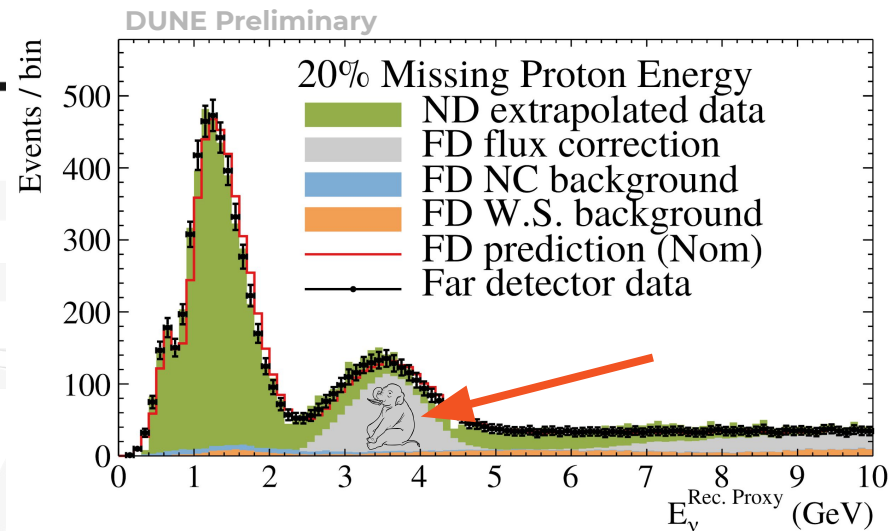 DUNE Preliminary
Events / bin
500
400
300
200
100
0
20% Missing Proton Energy
ND extrapolated data
FD flux correction
FD NC background
FD W.S. background
FD prediction (Nom)
Far detector data
0 1 2 3 4 5 6 7 8 9 10
E_ν^Rec. Proxy (GeV)